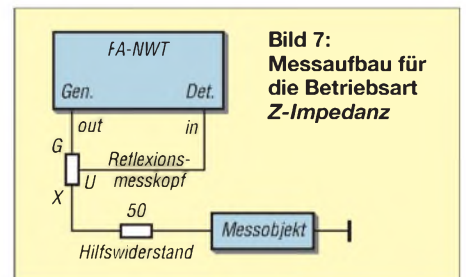 FA-NWT
Gen.
Det.
out
in
G
Reflexions-
messkopf
U
X
50
Hilfswiderstand
Messobjekt
Bild 7:
Messaufbau für
die Betriebsart
Z-Impedanz